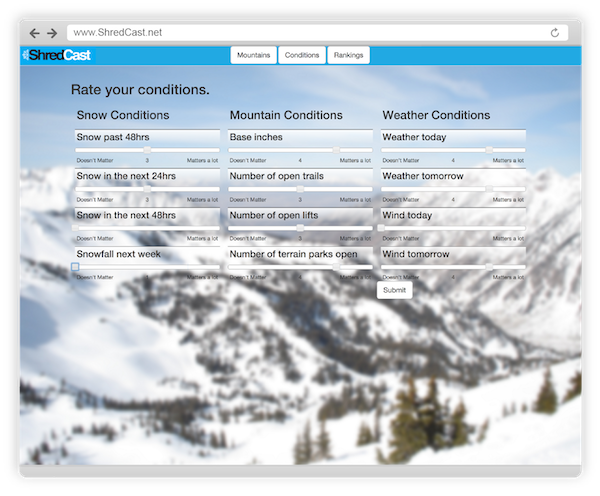 www.ShredCast.net
ShredCast
Mountains Conditions Rankings
Rate your conditions.
Snow Conditions Mountain Conditions Weather Conditions
Snow past 48hrs Base inches Weather today
Doesn't Matter 3 Matters a lot Doesn't Matter 4 Matters a lot Doesn't Matter 4 Matters a lot
Snow in the next 24hrs Number of open trails Weather tomorrow
Doesn't Matter 3 Matters a lot Doesn't Matter 3 Matters a lot Doesn't Matter 4 Matters a lot
Snow in the next 48hrs Number of open lifts Wind today
Doesn't Matter 3 Matters a lot Doesn't Matter 3 Matters a lot Doesn't Matter Matters a lot
Snowfall next week Number of terrain parks open Wind tomorrow
Doesn't Matter Matters a lot Doesn't Matter 4 Matters a lot Doesn't Matter 4 Matters a lot
Submit